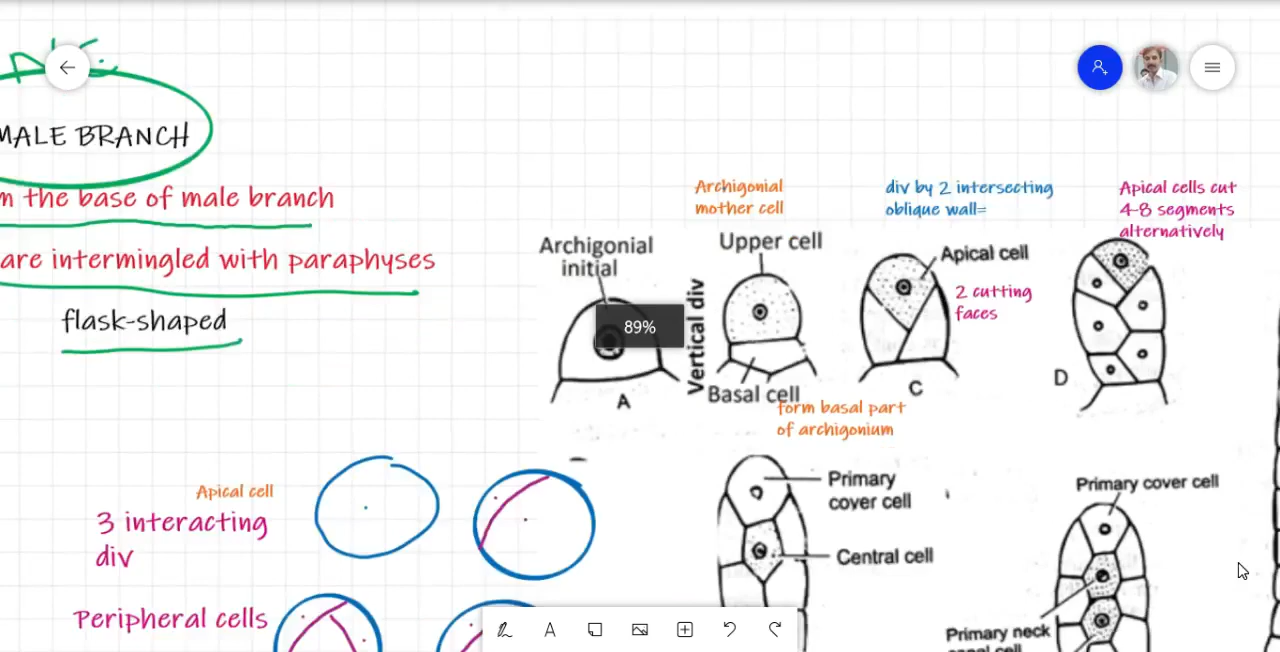 MALE BRANCH
m the base of male branch
are intermingled with paraphyses
flask-shaped
Archigonial
mother cell
div by 2 intersecting
oblique wall=
Apical cells cut
4-8 segments
alternatively
Archigonial
initial
Upper cell
Apical cell
2 cutting
faces
89%
Vertical div
Basal cell
A
C
D
form basal part
of archigonium
Apical cell
3 interacting
div
Peripheral cells
Primary
cover cell
Central cell
Primary cover cell
Primary neck
canal cell
A